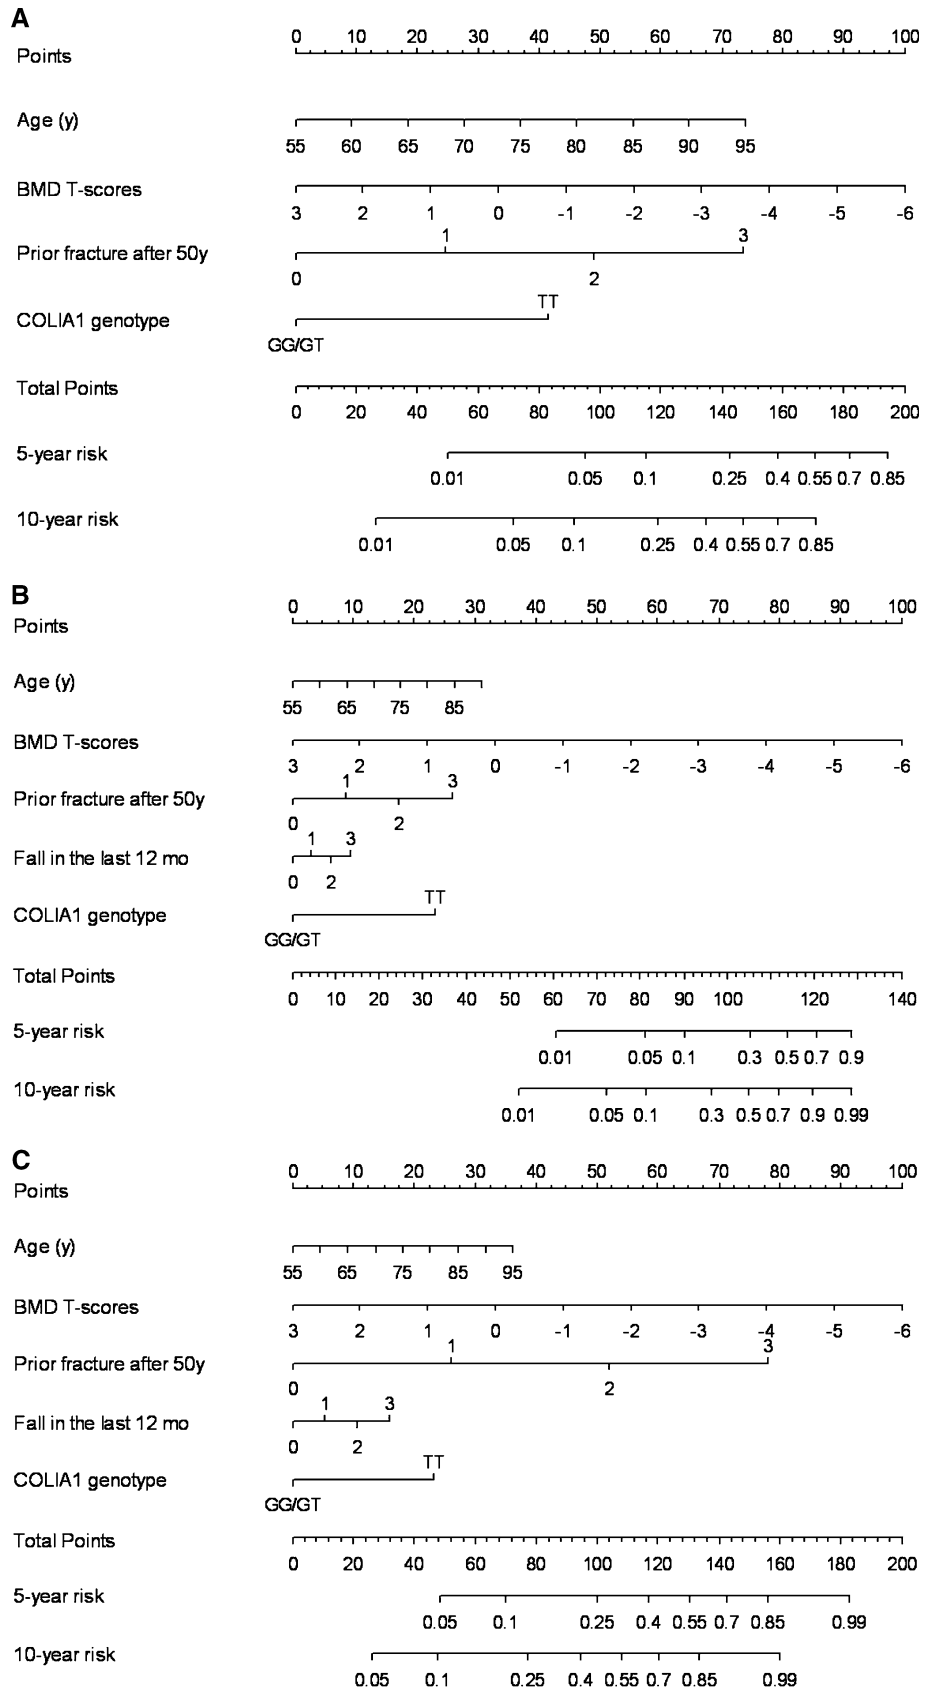 A
0 10 20 30 40 50 60 70 80 90 100
Points
Age (y)
55 60 65 70 75 80 85 90 95
BMD T-scores
3 2 1 0 -1 -2 -3 -4 -5 -6
1 3
Prior fracture after 50y
0 2
TT
COLIA1 genotype
GG/GT
Total Points
0 20 40 60 80 100 120 140 160 180 200
5-year risk
0.01 0.05 0.1 0.25 0.4 0.55 0.7 0.85
10-year risk
0.01 0.05 0.1 0.25 0.4 0.55 0.7 0.85
B
0 10 20 30 40 50 60 70 80 90 100
Points
Age (y)
55 65 75 85
BMD T-scores
3 2 1 0 -1 -2 -3 -4 -5 -6
1 3
Prior fracture after 50y
0 2
1 3
Fall in the last 12 mo
0 2
TT
COLIA1 genotype
GG/GT
Total Points
0 10 20 30 40 50 60 70 80 90 100 120 140
5-year risk
0.01 0.05 0.1 0.3 0.5 0.7 0.9
10-year risk
0.01 0.05 0.1 0.3 0.5 0.7 0.9 0.99
C
0 10 20 30 40 50 60 70 80 90 100
Points
Age (y)
55 65 75 85 95
BMD T-scores
3 2 1 0 -1 -2 -3 -4 -5 -6
1 3
Prior fracture after 50y
0 2
1 3
Fall in the last 12 mo
0 2
TT
COLIA1 genotype
GG/GT
Total Points
0 20 40 60 80 100 120 140 160 180 200
5-year risk
0.05 0.1 0.25 0.4 0.55 0.7 0.85 0.99
10-year risk
0.05 0.1 0.25 0.4 0.55 0.7 0.85 0.99